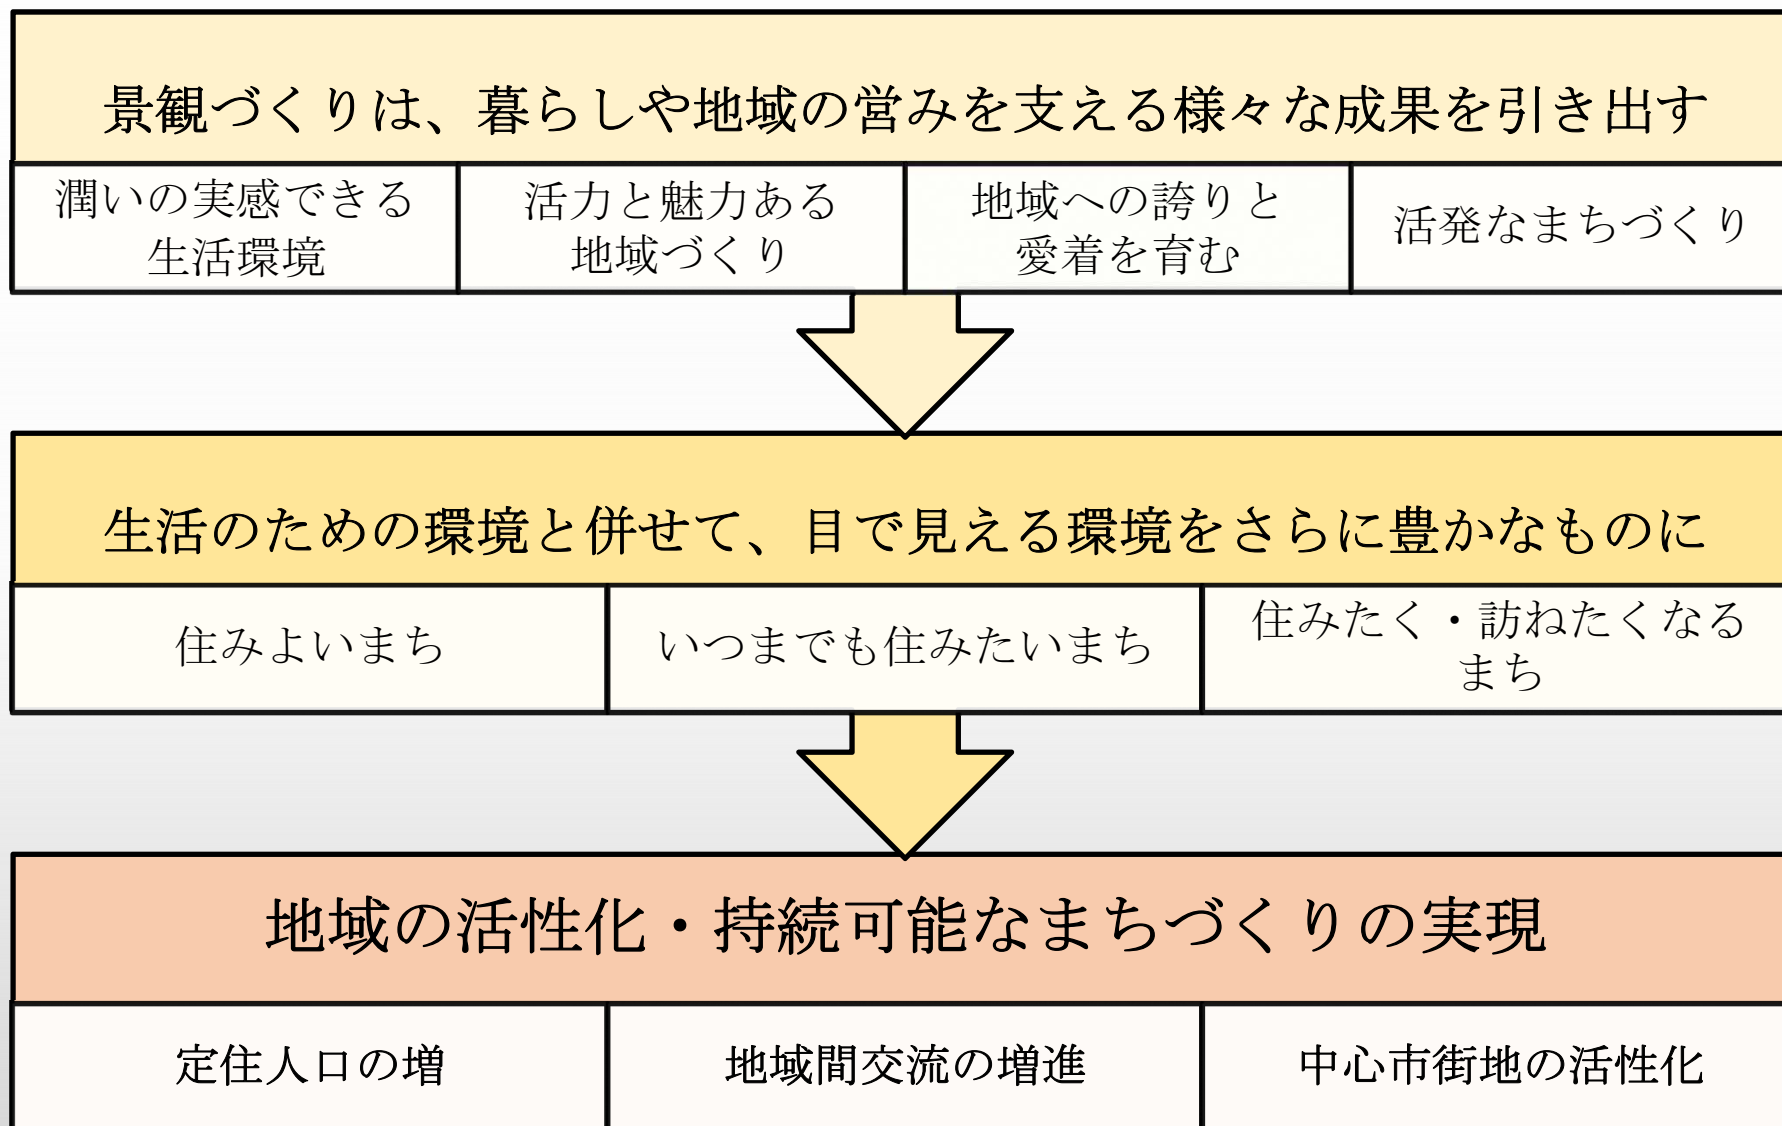 景観づくりは、暮らしや地域の営みを支える様々な成果を引き出す
潤いの実感できる
生活環境
活力と魅力ある
地域づくり
地域への誇りと
愛着を育む
活発なまちづくり
生活のための環境と併せて、目で見える環境をさらに豊かなものに
住みよいまち
いつまでも住みたいまち
住みたく・訪ねたくなる
まち
地域の活性化・持続可能なまちづくりの実現
定住人口の増
地域間交流の増進
中心市街地の活性化